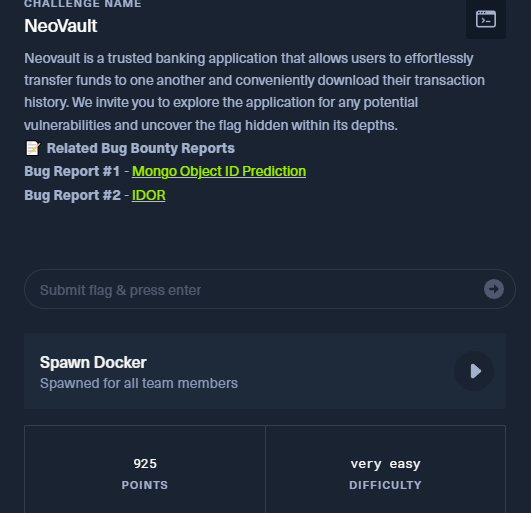 CHALLENGE NAME
NeoVault
Neovault is a trusted banking application that allows users to effortlessly
transfer funds to one another and conveniently download their transaction
history. We invite you to explore the application for any potential
vulnerabilities and uncover the flag hidden within its depths.
📝 Related Bug Bounty Reports
Bug Report #1 - Mongo Object ID Prediction
Bug Report #2 - IDOR
Submit flag & press enter
Spawn Docker
Spawned for all team members
925
POINTS
very easy
DIFFICULTY